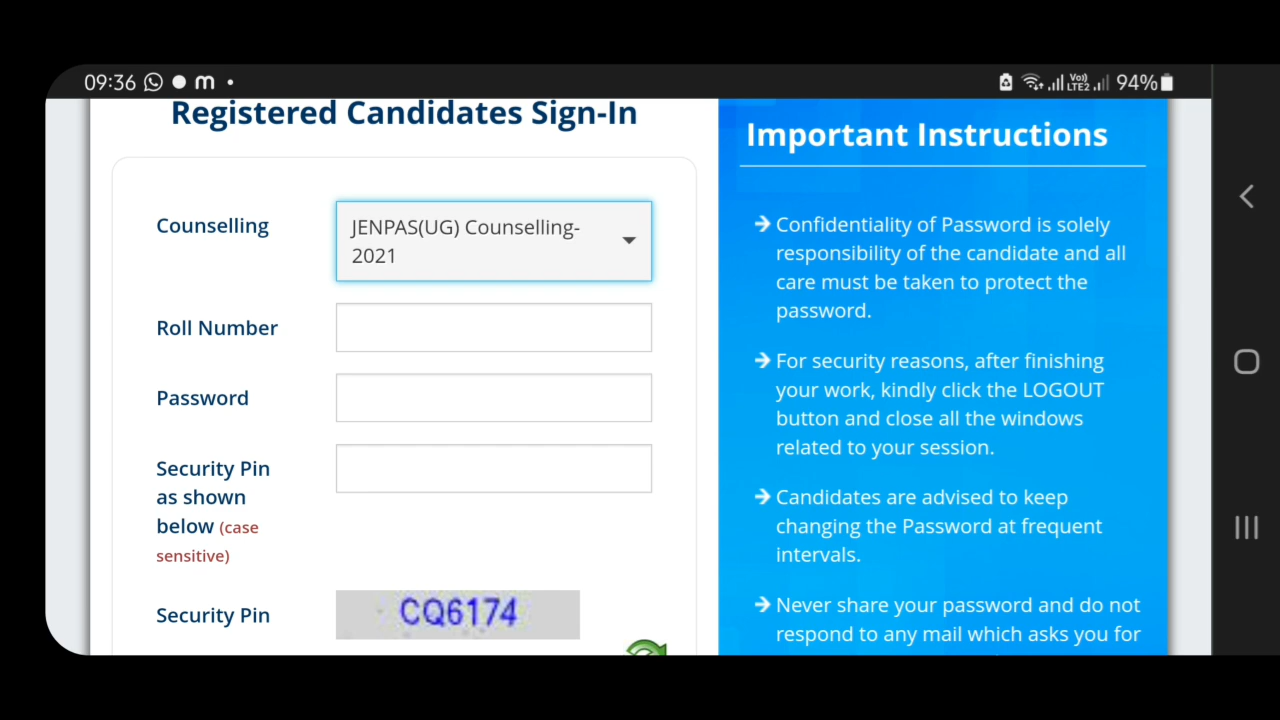 09:36
Vo)
LTE2
94%
Registered Candidates Sign-In
Counselling
JENPAS(UG) Counselling-
2021
Roll Number
Password
Security Pin
as shown
below (case
sensitive)
Security Pin
CQ6174
Important Instructions
Confidentiality of Password is solely
responsibility of the candidate and all
care must be taken to protect the
password.
For security reasons, after finishing
your work, kindly click the LOGOUT
button and close all the windows
related to your session.
Candidates are advised to keep
changing the Password at frequent
intervals.
Never share your password and do not
respond to any mail which asks you for